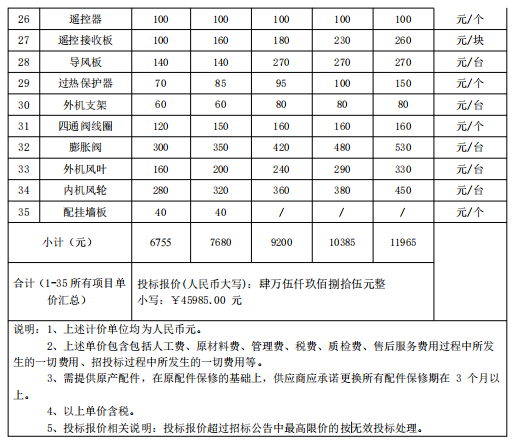 26 遥控器 100 100 100 100 100 元/个
27 遥控接收板 100 160 180 230 260 元/块
28 导风板 140 140 270 270 270 元/台
29 过热保护器 70 85 95 100 150 元/个
30 外机支架 60 60 80 80 80 元/台
31 四通阀线圈 120 150 160 160 160 元/个
32 膨胀阀 300 350 420 480 530 元/台
33 外机风叶 160 200 240 290 330 元/台
34 内机风轮 280 320 360 380 450 元/台
35 配挂墙板 40 40 / / / 元/个
小计（元） 6755 7680 9200 10385 11965
合计（1-35 所有项目单
价汇总）
投标报价(人民币大写)：肆万伍仟玖佰捌拾伍元整
小写：￥45985.00 元
说明：1、上述计价单位均为人民币元。
2、上述单价包含包括人工费、原材料费、管理费、税费、质检费、售后服务费用过程中所发
生的一切费用、招投标过程中所发生的一切费用等。
3、需提供原产配件，在原配件保修的基础上，供应商应承诺更换所有配件保修期在 3 个月以
上。
4、以上单价含税。
5、投标报价相关说明：投标报价超过招标公告中最高限价的按无效投标处理。